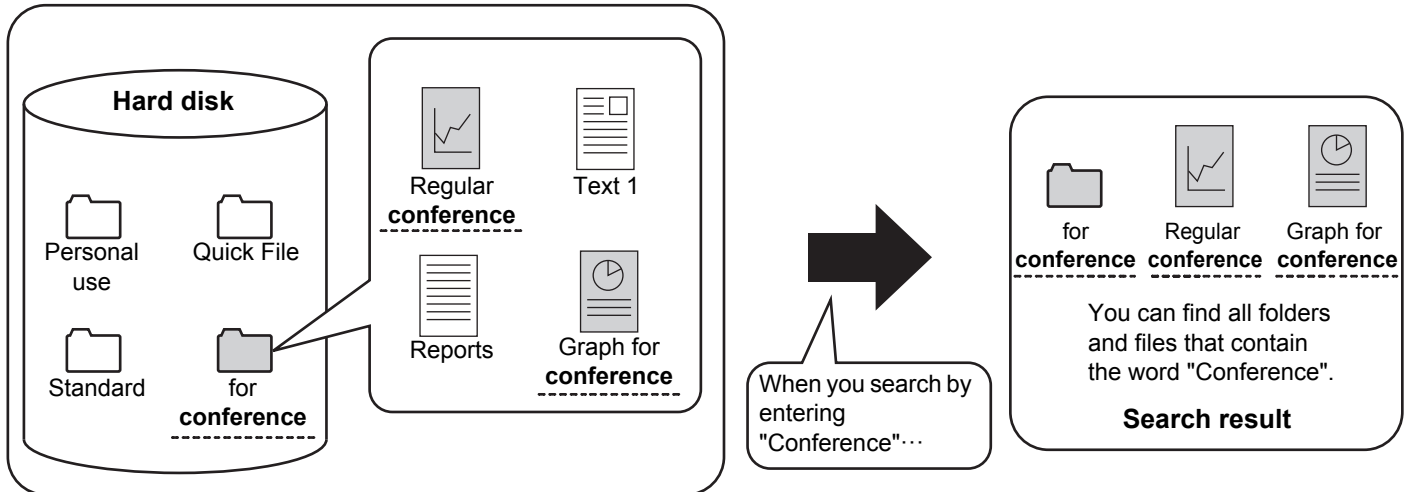 Hard disk
Personal
use
Quick File
Standard
for
conference
Regular
conference
Text 1
Reports
Graph for
conference
When you search by
entering
"Conference"···
for
conference
Regular
conference
Graph for
conference
You can find all folders
and files that contain
the word "Conference".
Search result